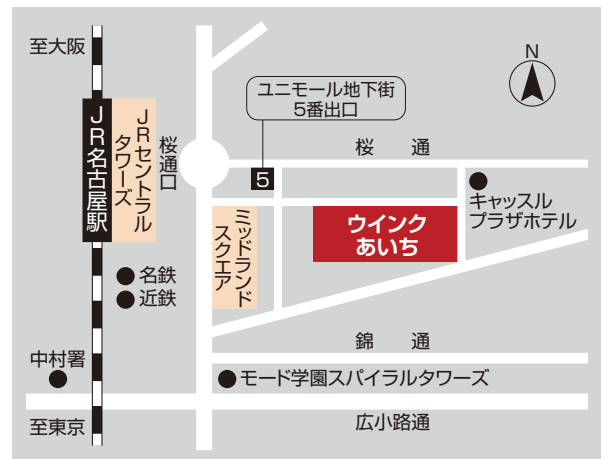 至大阪
N
ユニモール地下街
5番出口
JR名古屋駅
JRセントラル
タワーズ
桜通口
桜通
5
キャッスル
プラザホテル
ミッドランド
スクエア
ウインク
あいち
名鉄
近鉄
錦通
中村署
モード学園スパイラルタワーズ
至東京
広小路通